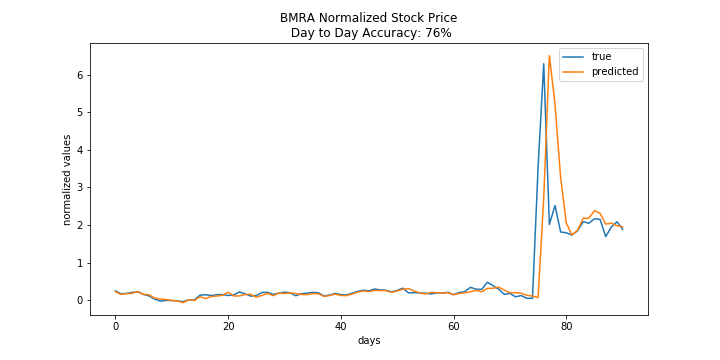 BMRA Normalized Stock Price
Day to Day Accuracy: 76%
true
predicted
normalized values
6
5
4
3
2
1
0
0
20
40
60
80
days